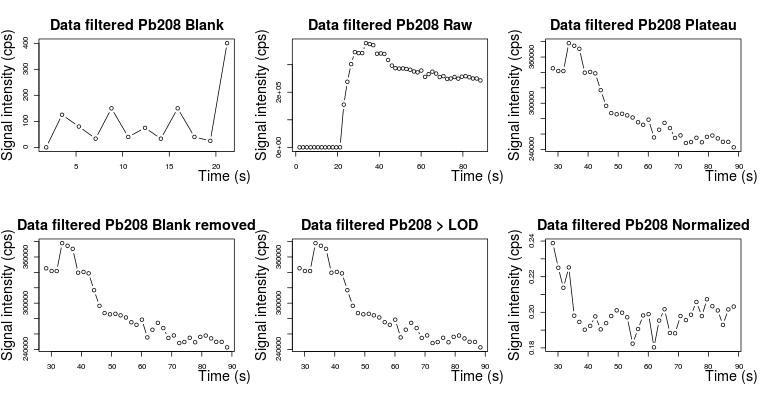 Data filtered Pb208 Blank
Signal intensity (cps)
0 100 200 300 400
5 10 15 20
Time (s)
Data filtered Pb208 Raw
Signal intensity (cps)
0e+00 2e+05
0 20 40 60 80
Time (s)
Data filtered Pb208 Plateau
Signal intensity (cps)
240000 300000 360000
30 40 50 60 70 80 90
Time (s)
Data filtered Pb208 Blank removed
Signal intensity (cps)
240000 300000 360000
30 40 50 60 70 80 90
Time (s)
Data filtered Pb208 > LOD
Signal intensity (cps)
240000 300000 360000
30 40 50 60 70 80 90
Time (s)
Data filtered Pb208 Normalized
Signal intensity (cps)
0.18 0.20 0.22 0.24
30 40 50 60 70 80 90
Time (s)